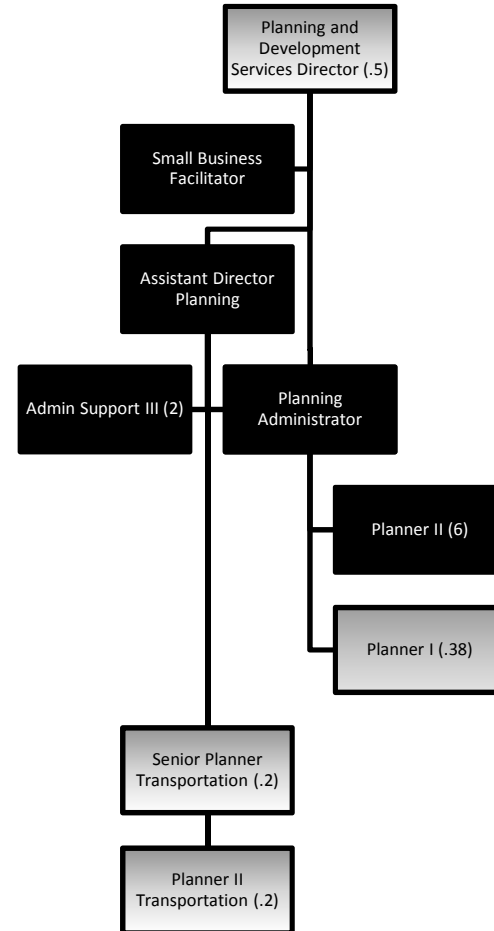 Planning and
Development
Services Director (.5)
Small Business
Facilitator
Assistant Director
Planning
Admin Support III (2)
Planning
Administrator
Planner II (6)
Planner I (.38)
Senior Planner
Transportation (.2)
Planner II
Transportation (.2)